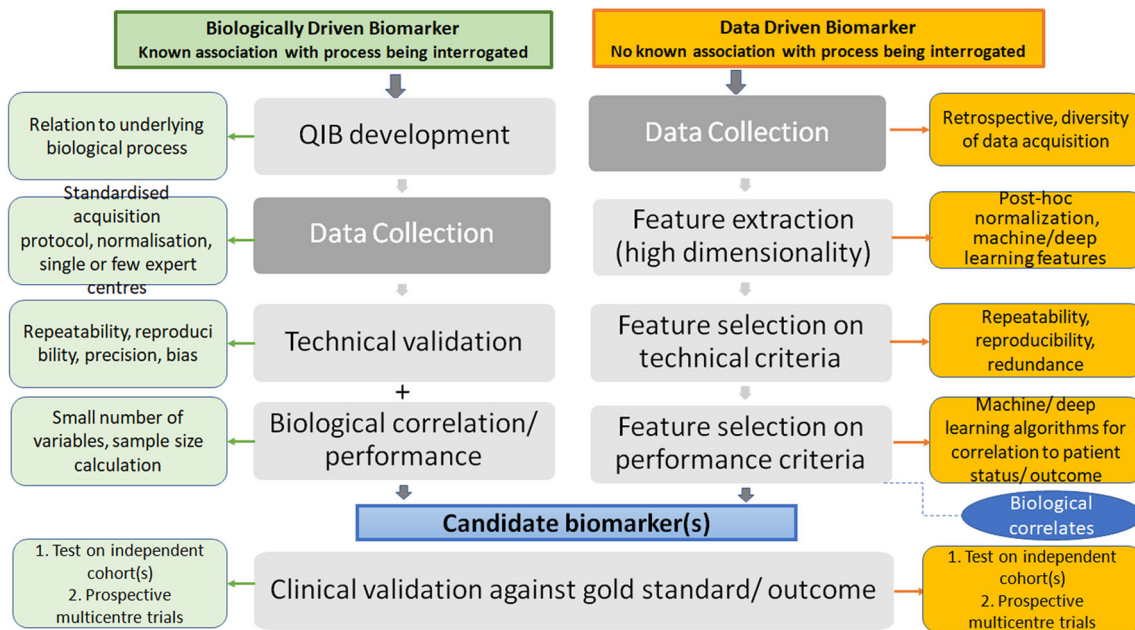 Biologically Driven Biomarker
Known association with process being interrogated
Data Driven Biomarker
No known association with process being interrogated
Relation to underlying
biological process
QIB development
Data Collection
Retrospective, diversity
of data acquisition
Standardised
acquisition
protocol, normalisation,
single or few expert
centres
Data Collection
Feature extraction
(high dimensionality)
Post-hoc
normalization,
machine/deep
learning features
Repeatability, reproduci
bility, precision, bias
Technical validation
Feature selection on
technical criteria
Repeatability,
reproducibility,
redundance
+
Small number of
variables, sample size
calculation
Biological correlation/
performance
Feature selection on
performance criteria
Machine/ deep
learning algorithms for
correlation to patient
status/ outcome
Candidate biomarker(s)
Biological
correlates
1. Test on independent
cohort(s)
2. Prospective
multicentre trials
Clinical validation against gold standard/ outcome
1. Test on independent
cohort(s)
2. Prospective
multicentre trials